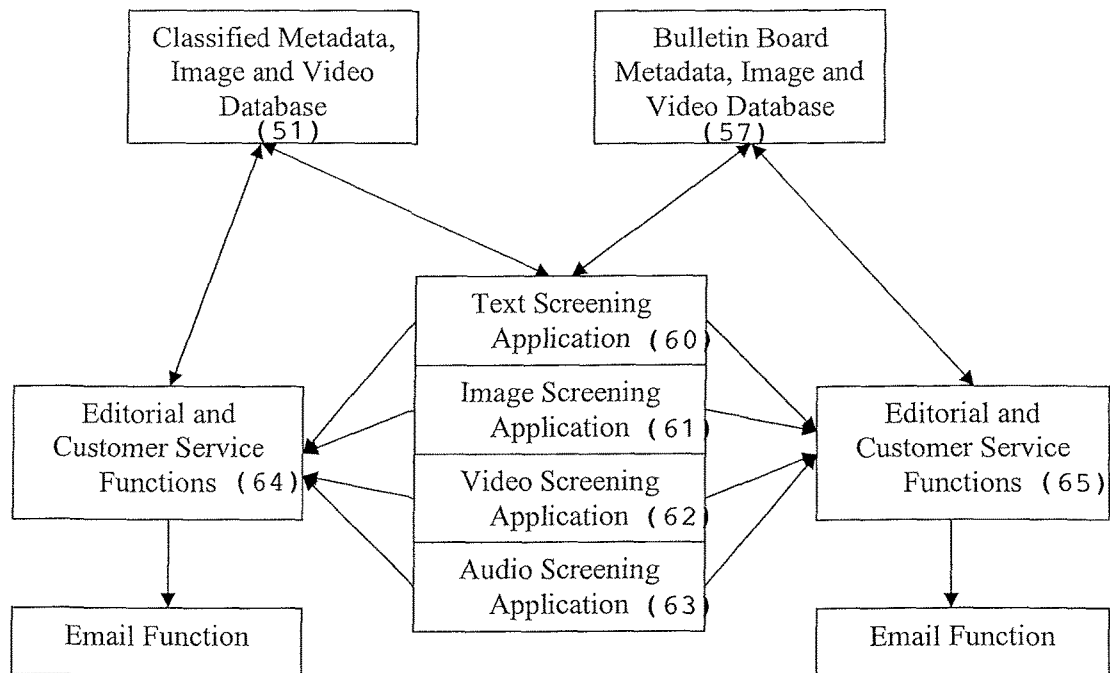 Classified Metadata,
Image and Video
Database
(51)
Bulletin Board
Metadata, Image and
Video Database
(57)
Text Screening
Application (60)
Image Screening
Application (61)
Video Screening
Application (62)
Audio Screening
Application (63)
Editorial and
Customer Service
Functions (64)
Editorial and
Customer Service
Functions (65)
Email Function
Email Function